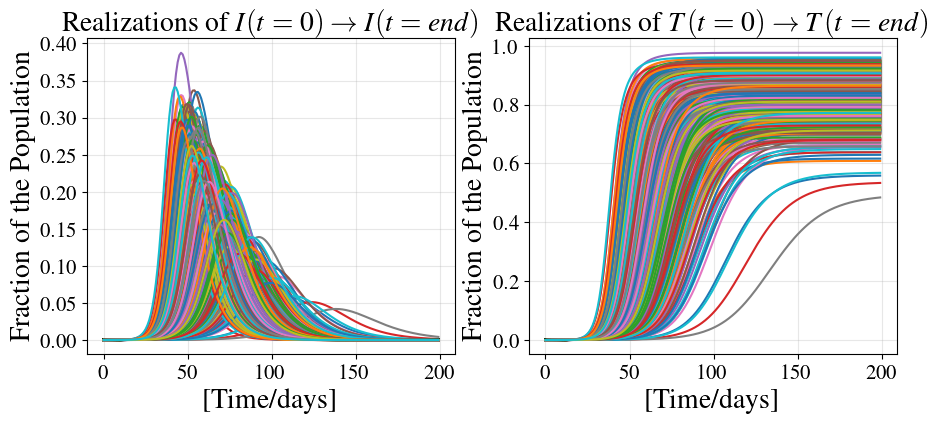 Realizations of I(t = 0) → I(t = end)
Fraction of the Population
0.40
0.35
0.30
0.25
0.20
0.15
0.10
0.05
0.00
0 50 100 150 200
[Time/days]
Realizations of T(t = 0) → T(t = end)
Fraction of the Population
1.0
0.8
0.6
0.4
0.2
0.0
0 50 100 150 200
[Time/days]